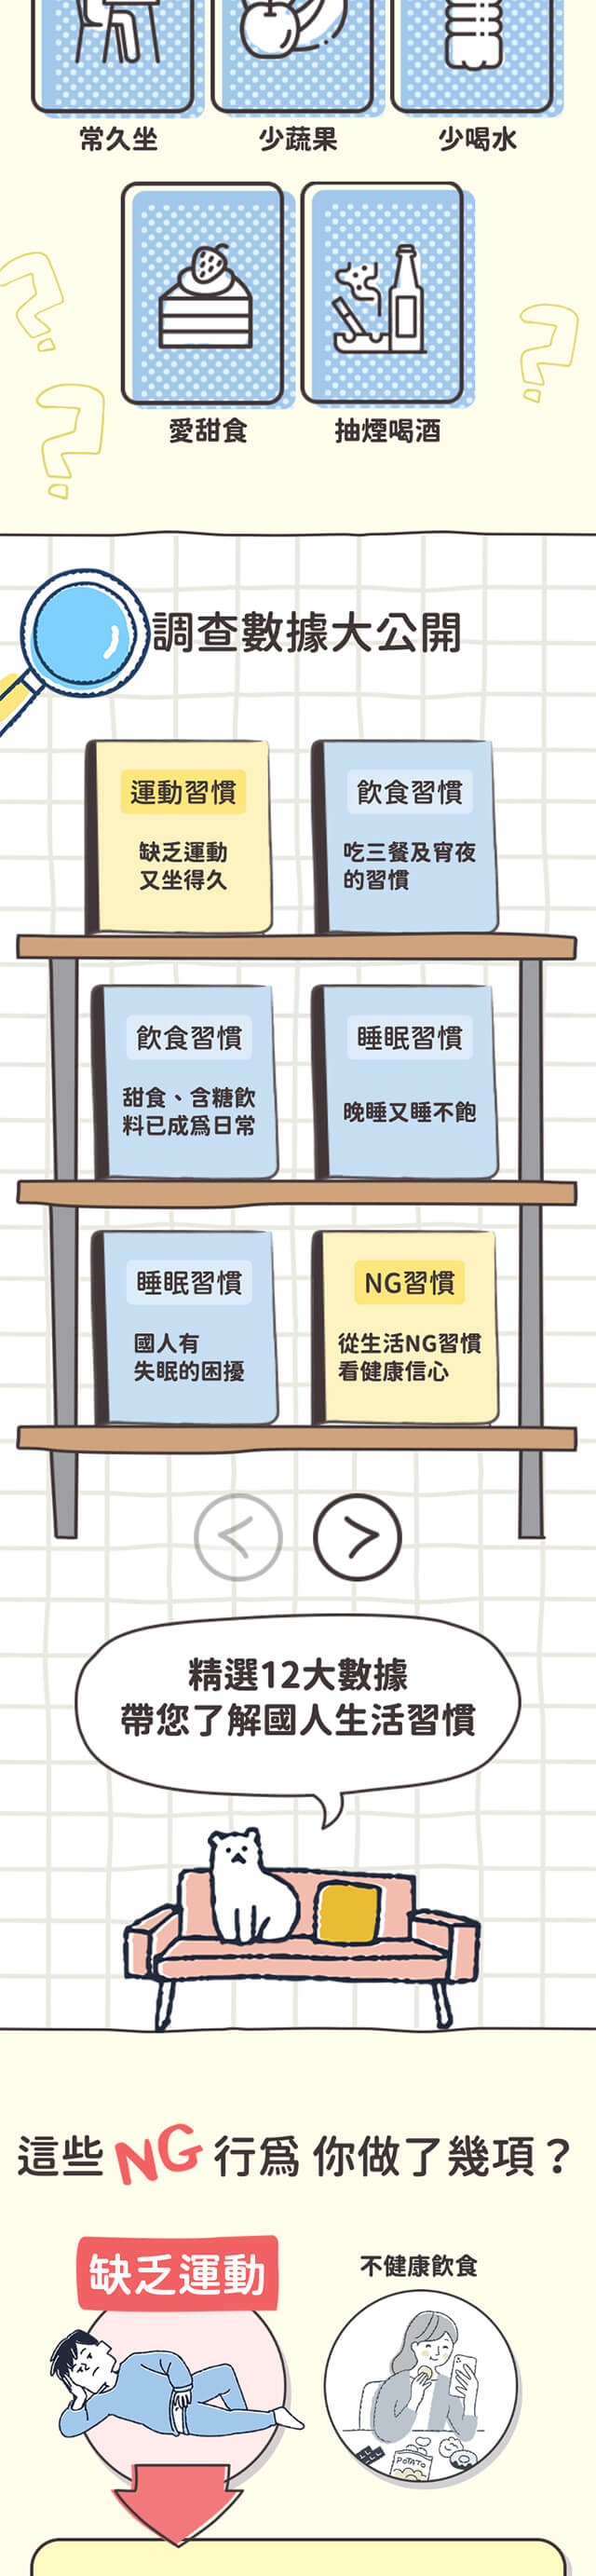 常久坐
少蔬果
少喝水
愛甜食
抽煙喝酒
調查數據大公開
運動習慣
缺乏運動
又坐得久
飲食習慣
吃三餐及宵夜
的習慣
飲食習慣
甜食、含糖飲
料已成為日常
睡眠習慣
晚睡又睡不飽
睡眠習慣
國人有
失眠的困擾
NG習慣
從生活NG習慣
看健康信心
精選12大數據
帶您了解國人生活習慣
這些NG行為 你做了幾項？
缺乏運動
不健康飲食
POTATO